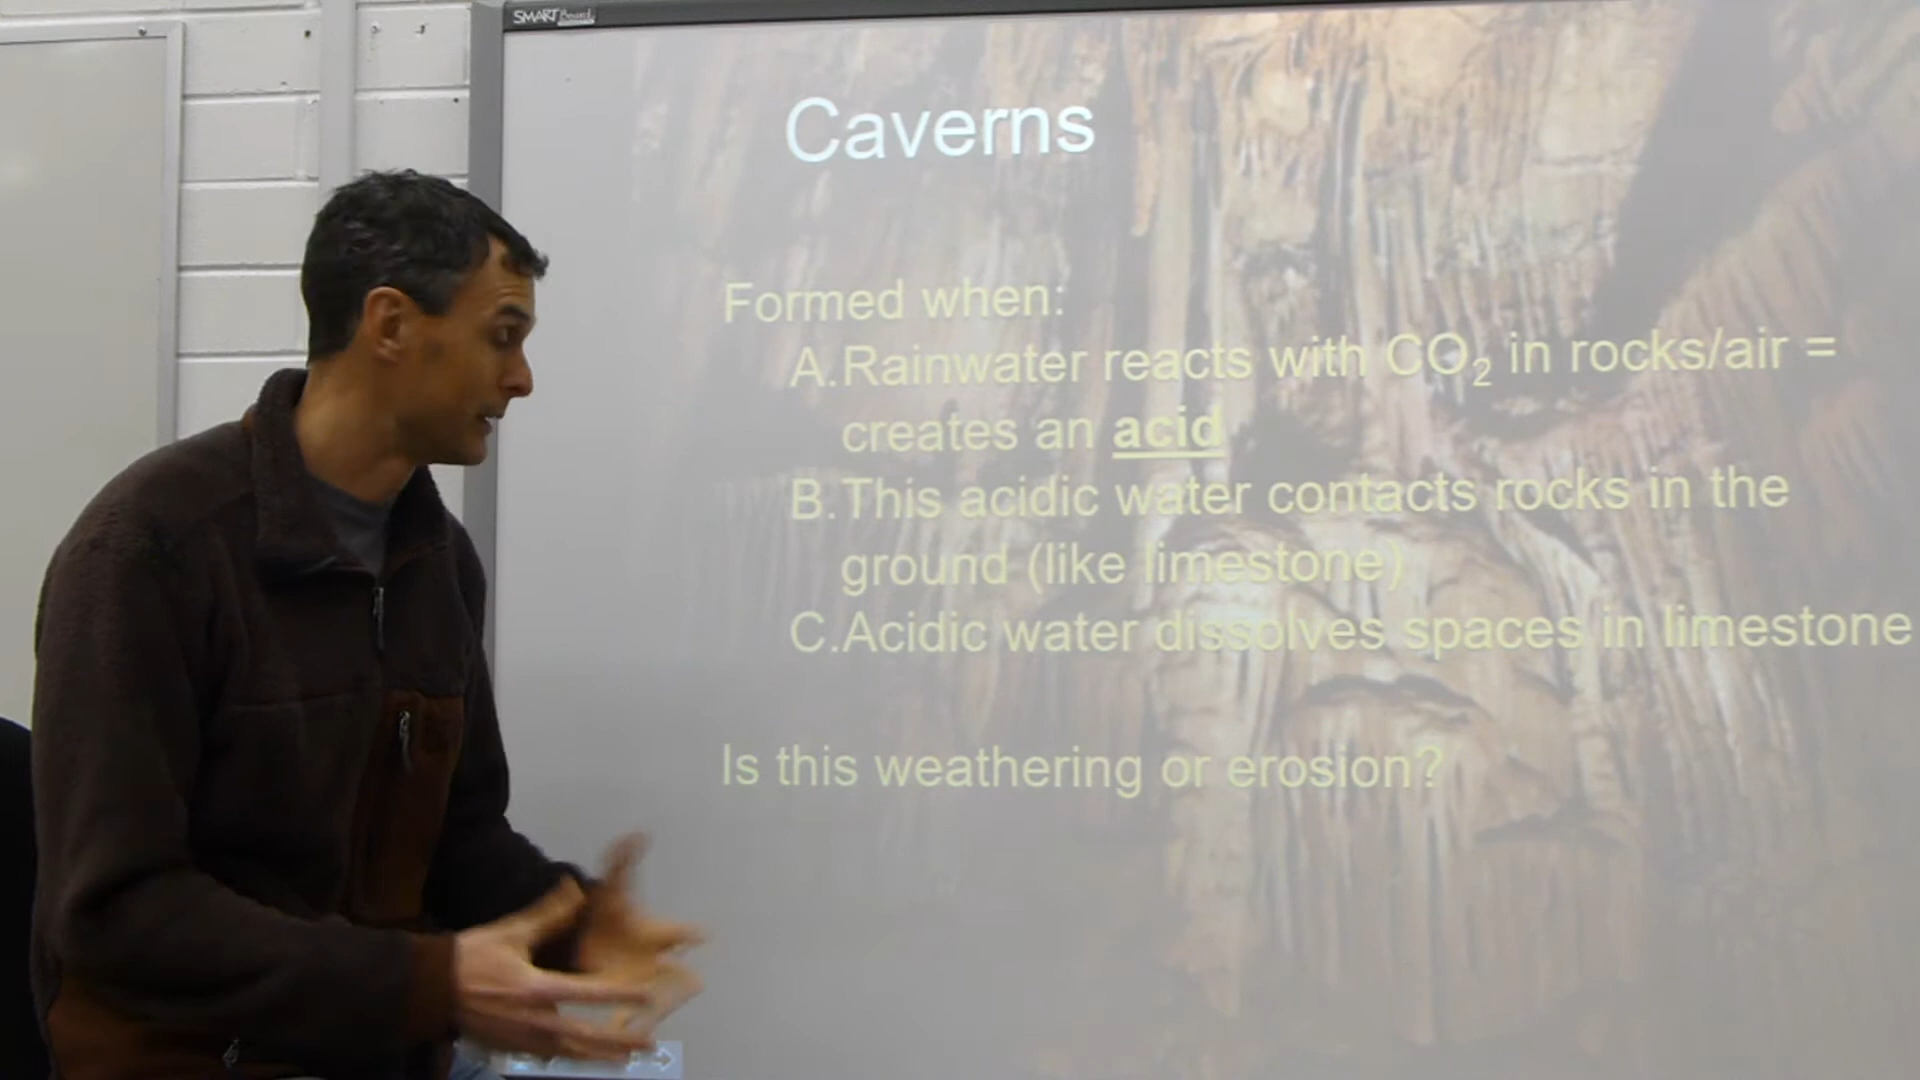 SMART Board
Caverns
Formed when:
A.Rainwater reacts with CO₂ in rocks/air =
creates an acid
B.This acidic water contacts rocks in the
ground (like limestone)
C.Acidic water dissolves spaces in limestone
Is this weathering or erosion?